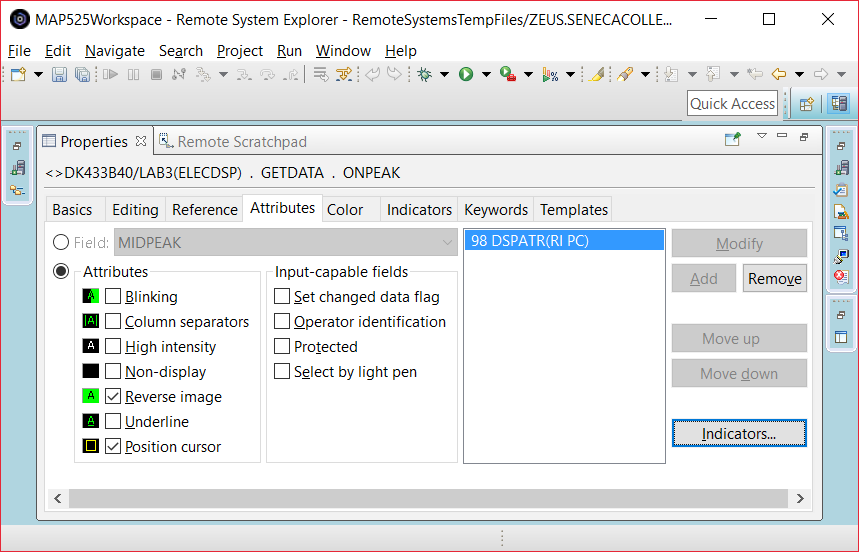 MAP525Workspace - Remote System Explorer - RemoteSystemsTempFiles/ZEUS.SENECACOLLE...
File Edit Navigate Search Project Run Window Help
Quick Access
Properties Remote Scratchpad
<>DK433B40/LAB3(ELECDSP) . GETDATA . ONPEAK
Basics Editing Reference Attributes Color Indicators Keywords Templates
Field: MIDPEAK
Attributes
A Blinking
|A| Column separators
A High intensity
Non-display
A Reverse image
A Underline
Position cursor
Input-capable fields
Set changed data flag
Operator identification
Protected
Select by light pen
98 DSPATR(RI PC)
Modify
Add Remove
Move up
Move down
Indicators...